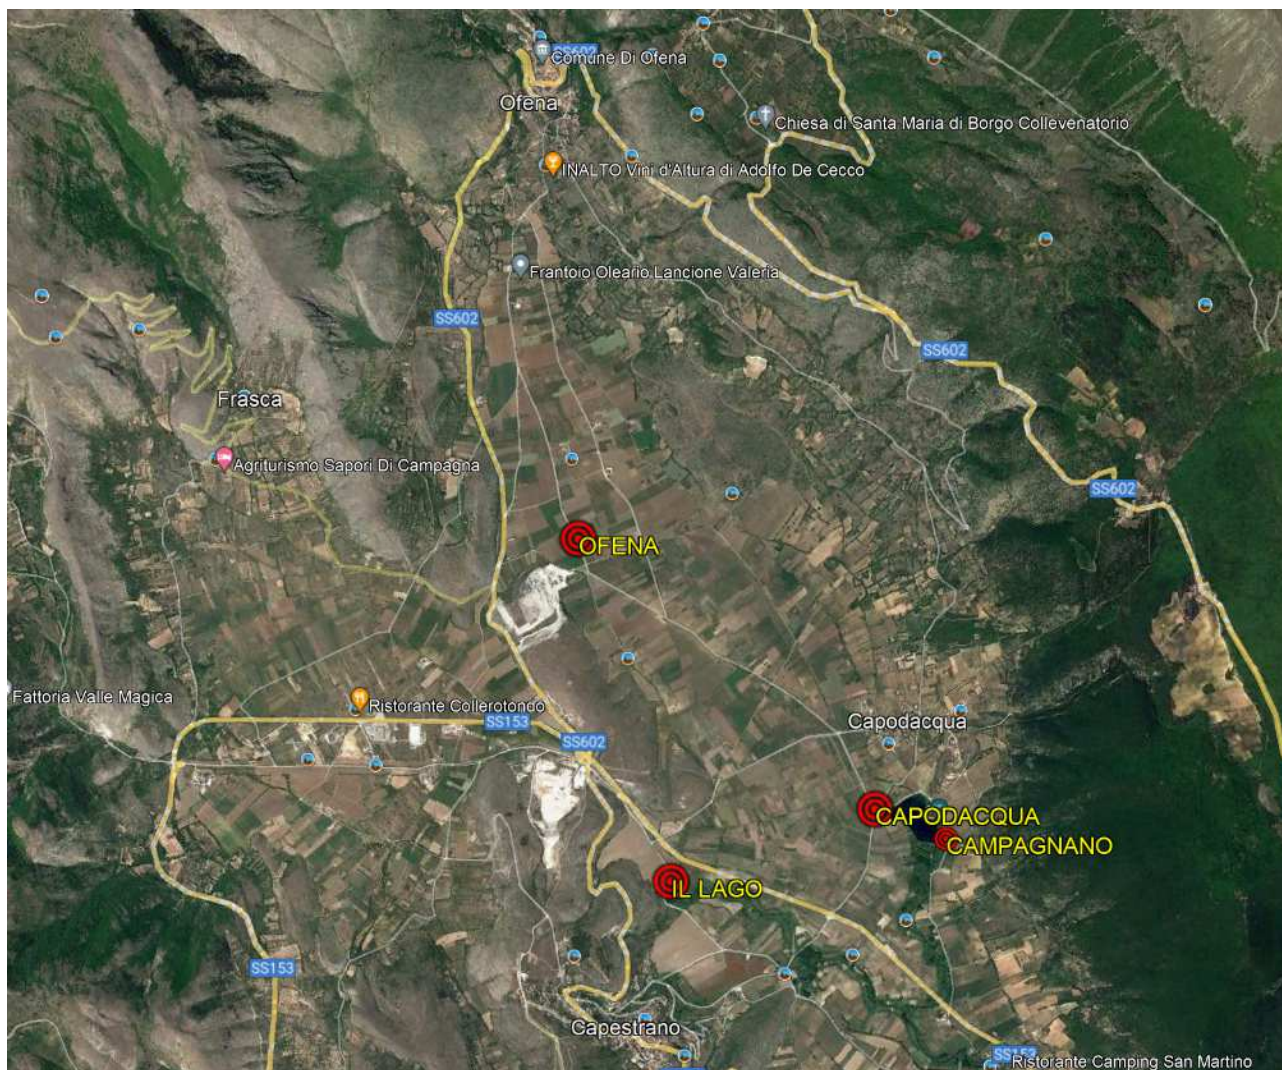 SS602
Comune Di Ofena
Ofena
Chiesa di Santa Maria di Borgo Collevenatorio
INALTO Vini d'Altura di Adolfo De Cecco
Frantoio Oleario Lancione Valeria
SS602
SS602
Frasca
Agriturismo Sapori Di Campagna
SS602
OFENA
Fattoria Valle Magica
Ristorante Collerotondo
SS153
Capodacqua
SS602
CAPODACQUA
CAMPAGNANO
IL LAGO
SS153
Capestrano
SS153
Ristorante Camping San Martino